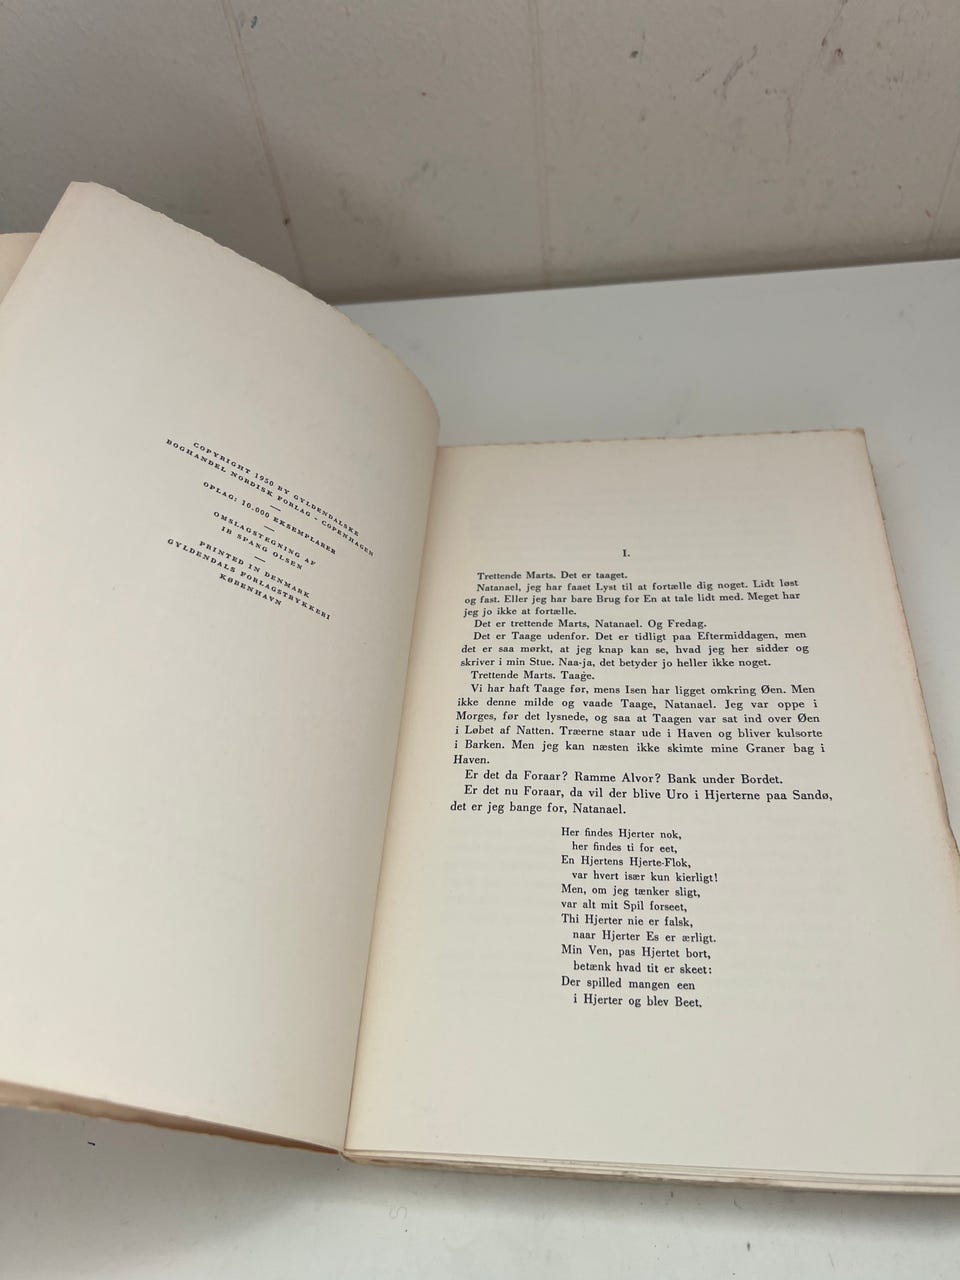 COPYRIGHT 1950 BY GYLDENDALSKE
BOGHANDEL NORDISK FORLAG - COPENHAGEN
—
OPLAG: 10.000 EKSEMPLARER
—
OMSLAGSTEGNING AF
IB SPANG OLSEN
—
PRINTED IN DENMARK
GYLDENDALS FORLAGSTRYKKERI
KØBENHAVN
I.
Trettende Marts. Det er taaget.
Natanael, jeg har faaet Lyst til at fortælle dig noget. Lidt løst
og fast. Eller jeg har bare Brug for En at tale lidt med. Meget har
jeg jo ikke at fortælle.
Det er trettende Marts, Natanael. Og Fredag.
Det er Taage udenfor. Det er tidligt paa Eftermiddagen, men
det er saa mørkt, at jeg knap kan se, hvad jeg her sidder og
skriver i min Stue. Naa-ja, det betyder jo heller ikke noget.
Trettende Marts. Taage.
Vi har haft Taage før, mens Isen har ligget omkring Øen. Men
ikke denne milde og vaade Taage, Natanael. Jeg var oppe i
Morges, før det lysnede, og saa at Taagen var sat ind over Øen
i Løbet af Natten. Træerne staar ude i Haven og bliver kulsorte
i Barken. Men jeg kan næsten ikke skimte mine Graner bag i
Haven.
Er det da Foraar? Ramme Alvor? Bank under Bordet.
Er det nu Foraar, da vil der blive Uro i Hjerterne paa Sandø,
det er jeg bange for, Natanael.
Her findes Hjerter nok,
her findes ti for eet,
En Hjertens Hjerte-Flok,
var hvert især kun kierligt!
Men, om jeg tænker sligt,
var alt mit Spil forseet,
Thi Hjerter nie er falsk,
naar Hjerter Es er ærligt.
Min Ven, pas Hjertet bort,
betænk hvad tit er skeet:
Der spilled mangen een
i Hjerter og blev Beet.